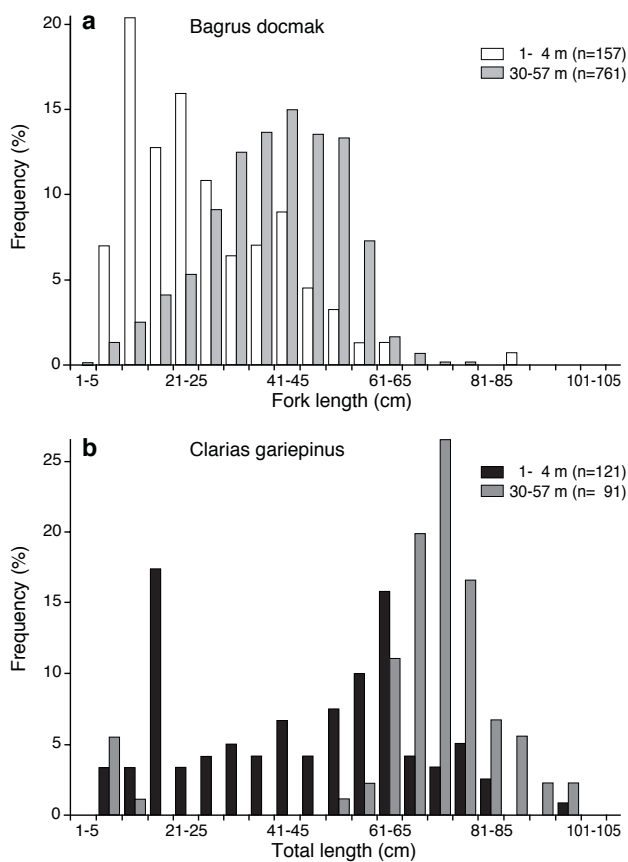 a
Bagrus docmak
1- 4 m (n=157)
30-57 m (n=761)
Frequency (%)
20
15
10
5
0
1-5 21-25 41-45 61-65 81-85 101-105
Fork length (cm)
b
Clarias gariepinus
1- 4 m (n=121)
30-57 m (n= 91)
Frequency (%)
25
20
15
10
5
0
1-5 21-25 41-45 61-65 81-85 101-105
Total length (cm)